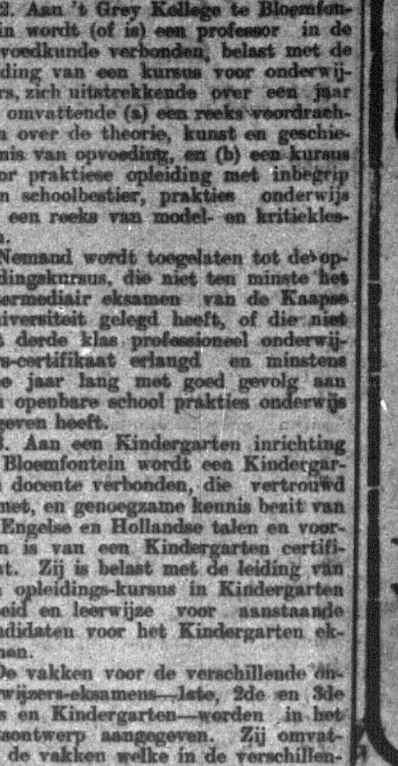 2. Aan 't Grey Kollege te Bloemfon-
in wordt (of is) een professor in de
voedkunde verbonden, belast met de
ding van een kursus voor onderwij-
rs, zich uitstrekkende over een jaar
omvattende (a) een reeks voordrach-
n over de theorie, kunst en geschie-
nis van opvoeding, en (b) een kursus
or praktiese opleiding met inbegrip
n schoolbestier, prakties onderwijs
een reeks van model- en kritiekles-
n.
Nemand wordt toegelaten tot de op-
dingskursus, die niet ten minste het
ermediair eksamen van de Kaapse
iversiteit gelegd heeft, of die niet
t derde klas professioneel onderwij-
s-certifikaat erlangd en minstens
e jaar lang met goed gevolg aan
n openbare school prakties onderwijs
geven heeft.
3. Aan een Kindergarten inrichting
Bloemfontein wordt een Kindergar-
n docente verbonden, die vertrouwd
met, en genoegzame kennis bezit van
Engelse en Hollandse talen en voor-
n is van een Kindergarten certifi-
at. Zij is belast met de leiding van
n opleidings-kursus in Kindergarten
eid en leerwijze voor aanstaande
ndidaten voor het Kindergarten ek-
men.
De vakken voor de verschillende on-
rwijzers-eksamens—1ste, 2de en 3de
s en Kindergarten—worden in het
tsontwerp aangegeven. Zij omvat-
de vakken welke in de verschillen-